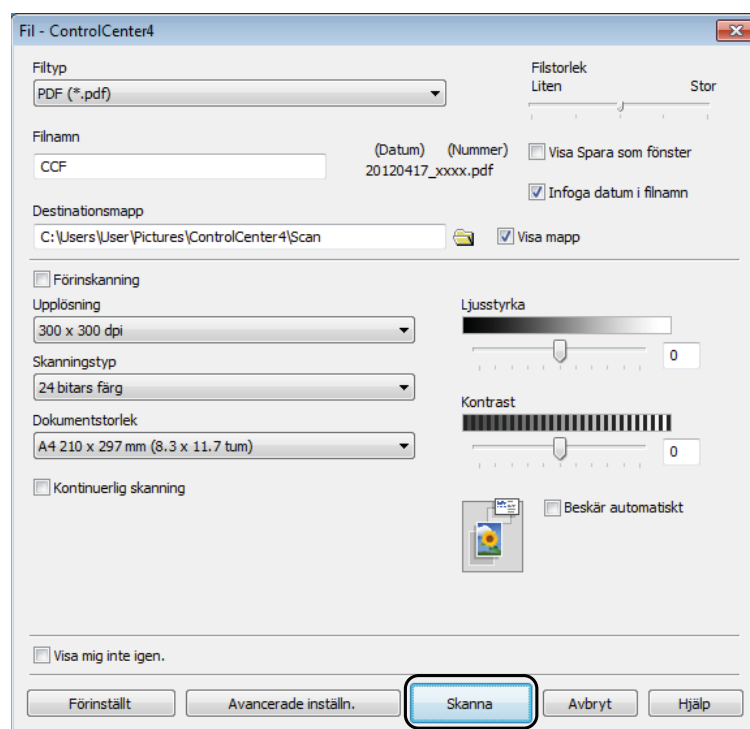 Fil - ControlCenter4
Filtyp
PDF (*.pdf)
Filstorlek
Liten Stor
Filnamn
CCF
(Datum) (Nummer)
20120417_xxxx.pdf
Visa Spara som fönster
Infoga datum i filnamn
Destinationsmapp
C:\Users\User\Pictures\ControlCenter4\Scan
Visa mapp
Förinskanning
Upplösning
300 x 300 dpi
Skanningstyp
24 bitars färg
Dokumentstorlek
A4 210 x 297 mm (8.3 x 11.7 tum)
Kontinuerlig skanning
Ljusstyrka
0
Kontrast
0
Beskär automatiskt
Visa mig inte igen.
Förinställt Avancerade inställn. Skanna Avbryt Hjälp